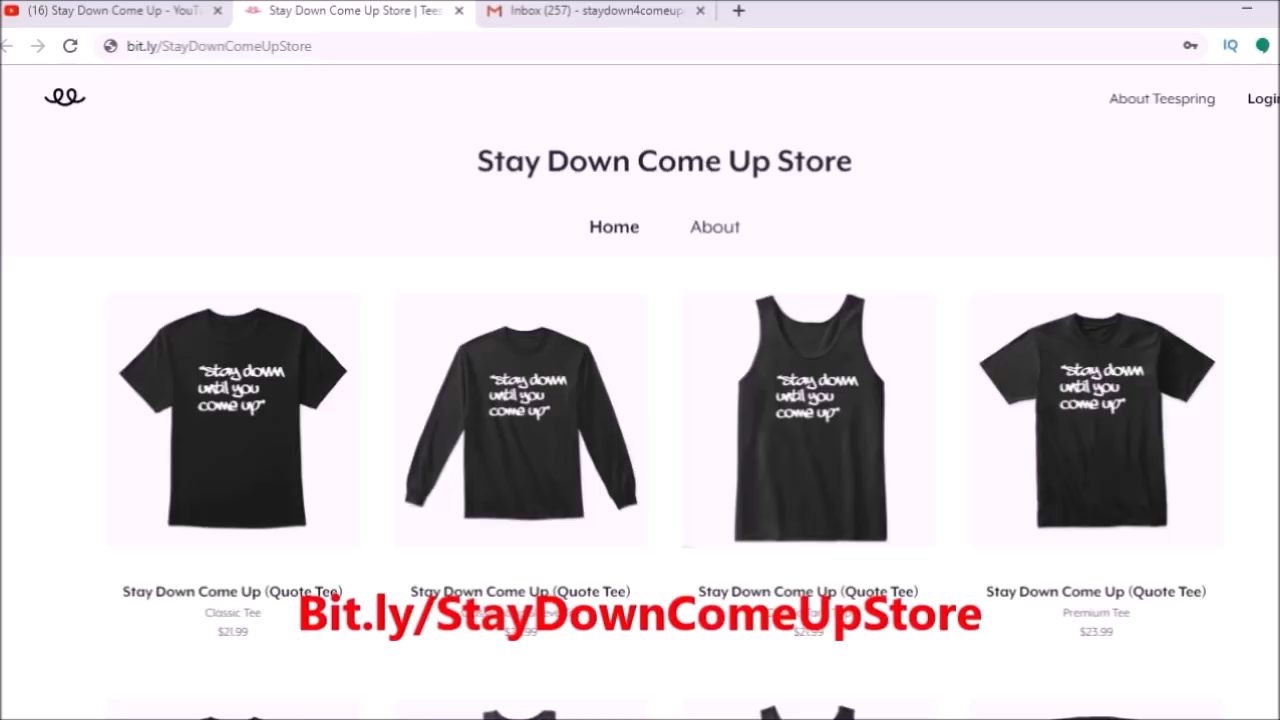 (16) Stay Down Come Up - YouT
Stay Down Come Up Store | Tees
Inbox (257) - staydown4comeup
bit.ly/StayDownComeUpStore
IQ
About Teespring
Login
Stay Down Come Up Store
Home
About
"stay down
until you
come up"
"stay down
until you
come up"
"stay down
until you
come up"
"stay down
until you
come up"
Stay Down Come Up (Quote Tee)
Classic Tee
$21.99
Stay Down Come Up (Quote Tee)
Stay Down Come Up (Quote Tee)
$21.99
Stay Down Come Up (Quote Tee)
Premium Tee
$23.99
Bit.ly/StayDownComeUpStore